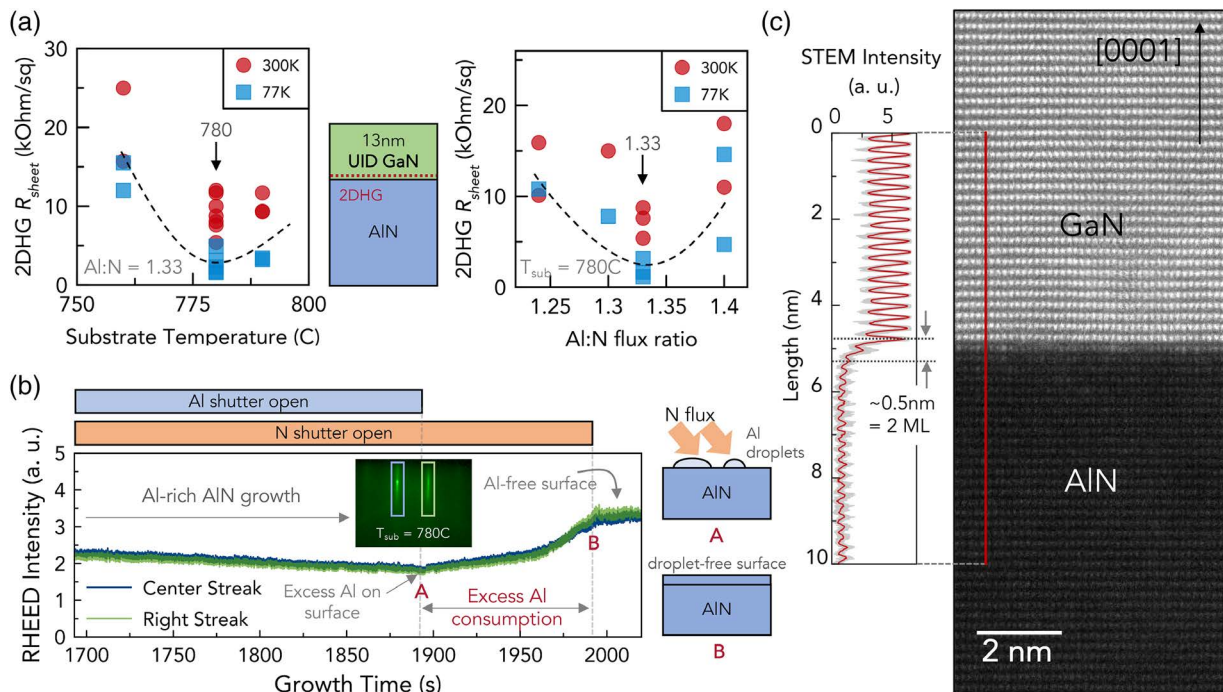 (a)
2DHG Rsheet (kOhm/sq)
30
25
20
15
10
5
0
300K
77K
780
Al:N = 1.33
750
775
800
Substrate Temperature (C)
13nm
UID GaN
2DHG
AlN
2DHG Rsheet (kOhm/sq)
20
10
0
300K
77K
1.33
Tsub = 780C
1.25
1.3
1.35
1.4
Al:N flux ratio
(b)
Al shutter open
N shutter open
RHEED Intensity (a. u.)
5
4
3
2
1
0
Al-rich AlN growth
Tsub = 780C
Al-free surface
B
Center Streak
Right Streak
Excess Al on
surface
A
Excess Al
consumption
1700
1750
1800
1850
1900
1950
2000
Growth Time (s)
N flux
Al
droplets
AlN
A
droplet-free surface
AlN
B
(c)
STEM Intensity
(a. u.)
0
5
Length (nm)
0
2
4
6
8
10
~0.5nm
= 2 ML
[0001]
GaN
AlN
2 nm